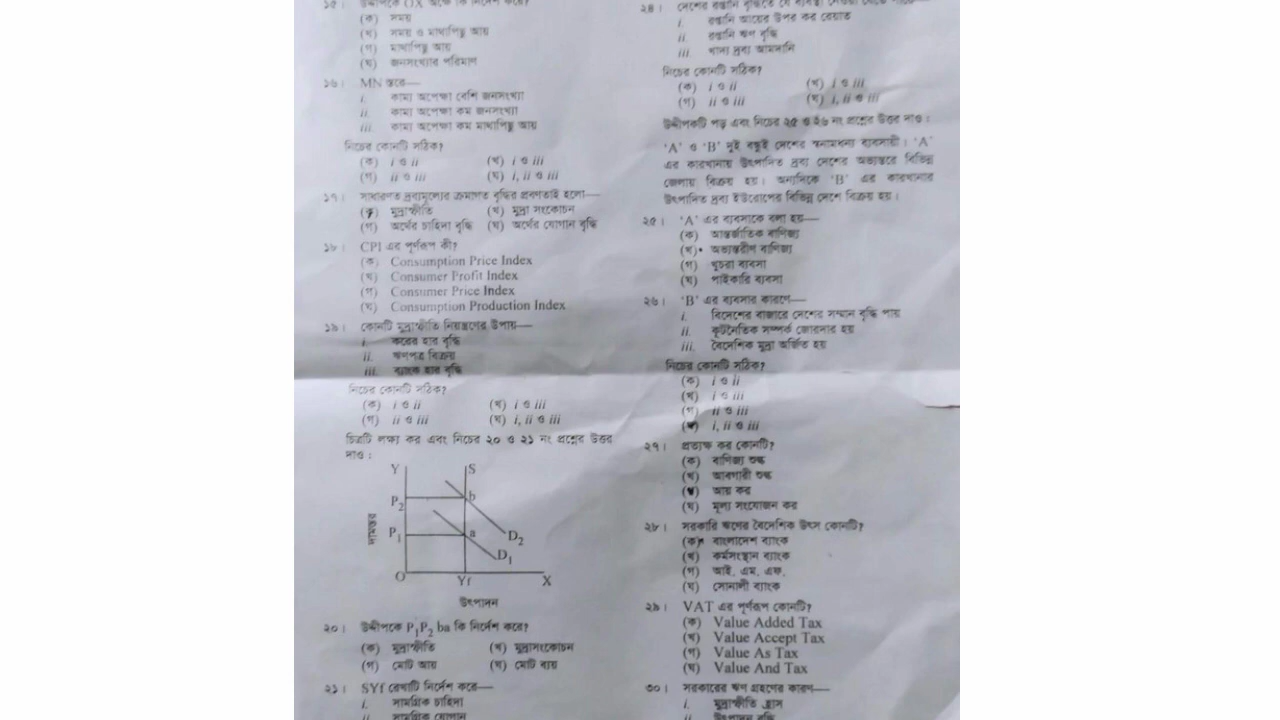 ১৫। উদ্দীপকে OX অক্ষে কি নির্দেশ করে?
(ক) সময়
(খ) সময় ও মাথাপিছু আয়
(গ) মাথাপিছু আয়
(ঘ) জনসংখ্যার পরিমাণ
১৬। MN স্তরে—
i. কাম্য অপেক্ষা বেশি জনসংখ্যা
ii. কাম্য অপেক্ষা কম জনসংখ্যা
iii. কাম্য অপেক্ষা কম মাথাপিছু আয়
নিচের কোনটি সঠিক?
(ক) i ও ii (খ) i ও iii
(গ) ii ও iii (ঘ) i, ii ও iii
১৭। সাধারণত দ্রব্যমূল্যের ক্রমাগত বৃদ্ধির প্রবণতাই হলো—
(ক) মুদ্রাস্ফীতি (খ) মুদ্রা সংকোচন
(গ) অর্থের চাহিদা বৃদ্ধি (ঘ) অর্থের যোগান বৃদ্ধি
১৮। CPI এর পূর্ণরূপ কী?
(ক) Consumption Price Index
(খ) Consumer Profit Index
(গ) Consumer Price Index
(ঘ) Consumption Production Index
১৯। কোনটি মুদ্রাস্ফীতি নিয়ন্ত্রণের উপায়—
i. করের হার বৃদ্ধি
ii. ঋণপত্র বিক্রয়
iii. ব্যাংক হার বৃদ্ধি
নিচের কোনটি সঠিক?
(ক) i ও ii (খ) i ও iii
(গ) ii ও iii (ঘ) i, ii ও iii
চিত্রটি লক্ষ্য কর এবং নিচের ২০ ও ২১ নং প্রশ্নের উত্তর
দাও :
Y S
P2 b
দামস্তর
P1 a D2
D1
O Yf X
উৎপাদন
২০। উদ্দীপকে P1P2 ba কি নির্দেশ করে?
(ক) মুদ্রাস্ফীতি (খ) মুদ্রাসংকোচন
(গ) মোট আয় (ঘ) মোট ব্যয়
২১। SYf রেখাটি নির্দেশ করে—
i. সামগ্রিক চাহিদা
ii. সামগ্রিক যোগান
২৪। দেশের রপ্তানি বৃদ্ধিতে যে ব্যবস্থা নেওয়া যেতে পারে—
i. রপ্তানি আয়ের উপর কর রেয়াত
ii. রপ্তানি ঋণ বৃদ্ধি
iii. খাদ্য দ্রব্য আমদানি
নিচের কোনটি সঠিক?
(ক) i ও ii (খ) i ও iii
(গ) ii ও iii (ঘ) i, ii ও iii
উদ্দীপকটি পড় এবং নিচের ২৫ ও ২৬ নং প্রশ্নের উত্তর দাও :
‘A’ ও ‘B’ দুই বন্ধুই দেশের স্বনামধন্য ব্যবসায়ী। ‘A’
এর কারখানায় উৎপাদিত দ্রব্য দেশের অভ্যন্তরে বিভিন্ন
জেলায় বিক্রয় হয়। অন্যদিকে ‘B’ এর কারখানার
উৎপাদিত দ্রব্য ইউরোপের বিভিন্ন দেশে বিক্রয় হয়।
২৫। ‘A’ এর ব্যবসাকে বলা হয়—
(ক) আন্তর্জাতিক বাণিজ্য
(খ) অভ্যন্তরীণ বাণিজ্য
(গ) খুচরা ব্যবসা
(ঘ) পাইকারি ব্যবসা
২৬। ‘B’ এর ব্যবসার কারণে—
i. বিদেশের বাজারে দেশের সম্মান বৃদ্ধি পায়
ii. কূটনৈতিক সম্পর্ক জোরদার হয়
iii. বৈদেশিক মুদ্রা অর্জিত হয়
নিচের কোনটি সঠিক?
(ক) i ও ii
(খ) i ও iii
(গ) ii ও iii
(ঘ) i, ii ও iii
২৭। প্রত্যক্ষ কর কোনটি?
(ক) বাণিজ্য শুল্ক
(খ) আবগারী শুল্ক
(গ) আয় কর
(ঘ) মূল্য সংযোজন কর
২৮। সরকারি ঋণের বৈদেশিক উৎস কোনটি?
(ক) বাংলাদেশ ব্যাংক
(খ) কর্মসংস্থান ব্যাংক
(গ) আই. এম. এফ.
(ঘ) সোনালী ব্যাংক
২৯। VAT এর পূর্ণরূপ কোনটি?
(ক) Value Added Tax
(খ) Value Accept Tax
(গ) Value As Tax
(ঘ) Value And Tax
৩০। সরকারের ঋণ গ্রহণের কারণ—
i. মুদ্রাস্ফীতি হ্রাস
ii. উৎপাদন বৃদ্ধি